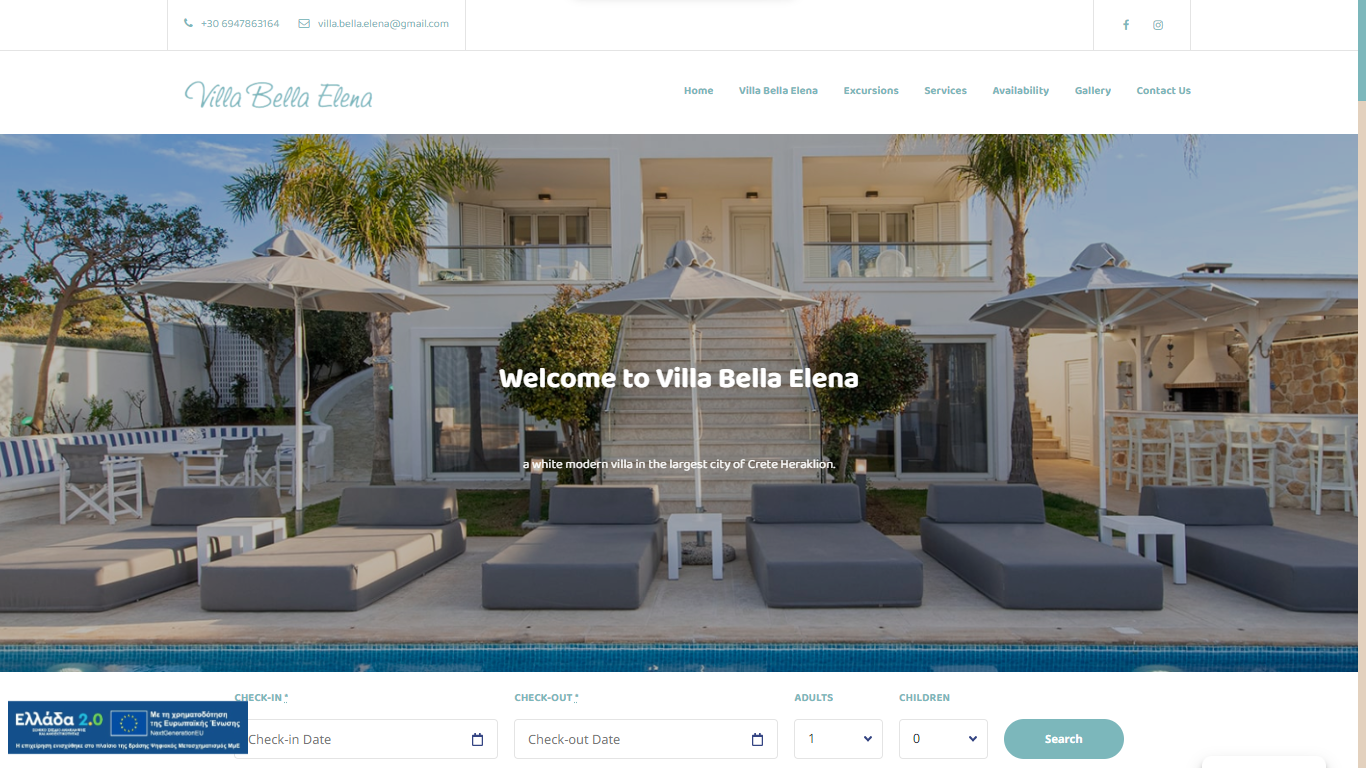 +30 6947863164
villa.bella.elena@gmail.com
Villa Bella Elena
Home
Villa Bella Elena
Excursions
Services
Availability
Gallery
Contact Us
Welcome to Villa Bella Elena
a white modern villa in the largest city of Crete Heraklion.
CHECK-IN *
CHECK-OUT *
ADULTS
CHILDREN
Check-in Date
Check-out Date
1
0
Search
Ελλάδα 2.0
Με τη χρηματοδότηση
της Ευρωπαϊκής Ένωσης
NextGenerationEU
Η επιχείρηση ενισχύθηκε στο πλαίσιο της δράσης Ψηφιακός Μετασχηματισμός ΜμΕ